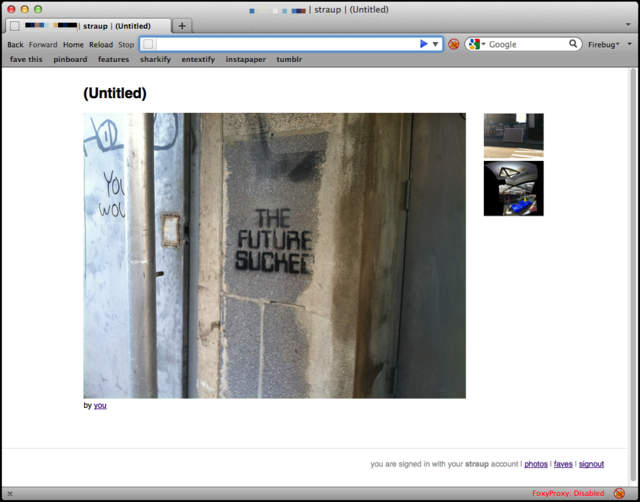 | straup | (Untitled)
| straup | (Untitled)
Back Forward Home Reload Stop Google Firebug
fave this pinboard features sharkify entextify instapaper tumblr
(Untitled)
YOU
WOU
THE
FUTURE
SUCKED
by you
you are signed in with your straup account | photos | faves | signout
FoxyProxy: Disabled